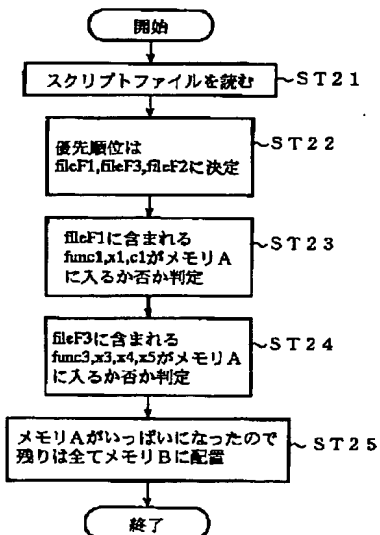 開始
スクリプトファイルを読む
ST21
優先順位は
fileF1,fileF3,fileF2に決定
ST22
fileF1に含まれる
func1,x1,c1がメモリA
に入るか否か判定
ST23
fileF3に含まれる
func3,x3,x4,x5がメモリA
に入るか否か判定
ST24
メモリAがいっぱいになったので
残りは全てメモリBに配置
ST25
終了